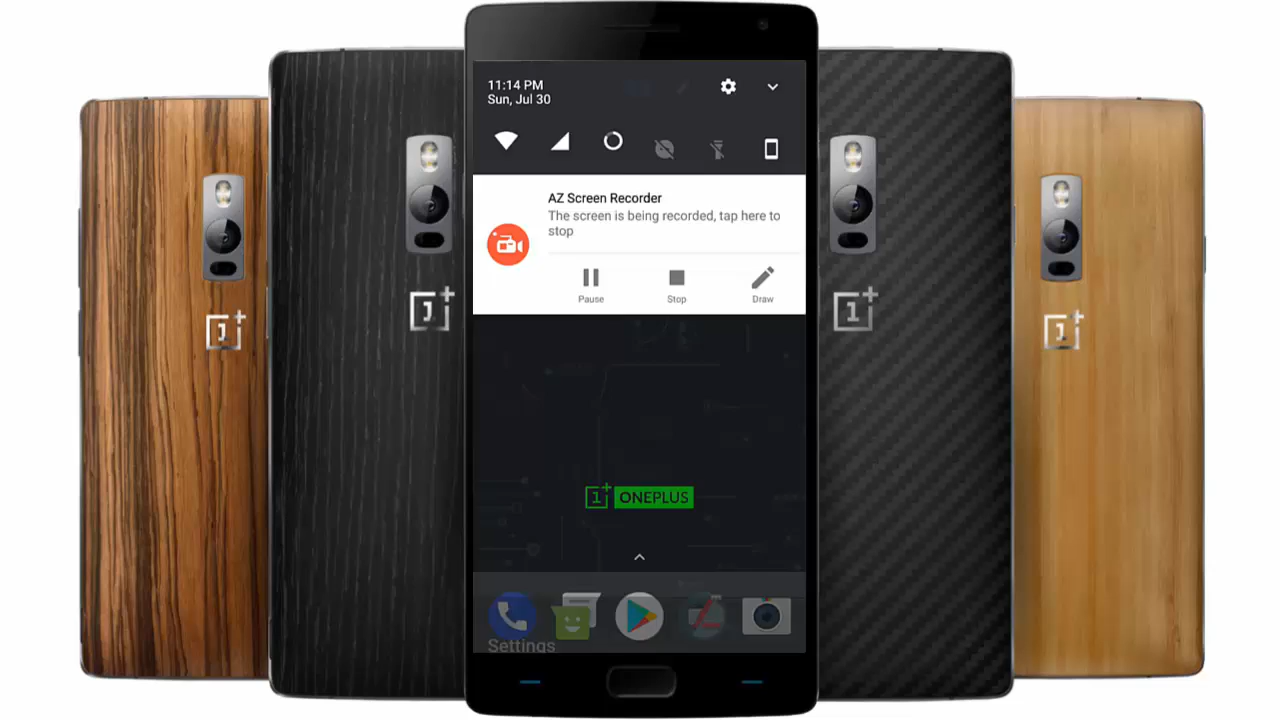 11:14 PM
Sun, Jul 30
AZ Screen Recorder
The screen is being recorded, tap here to
stop
Pause
Stop
Draw
1+ ONEPLUS
Settings